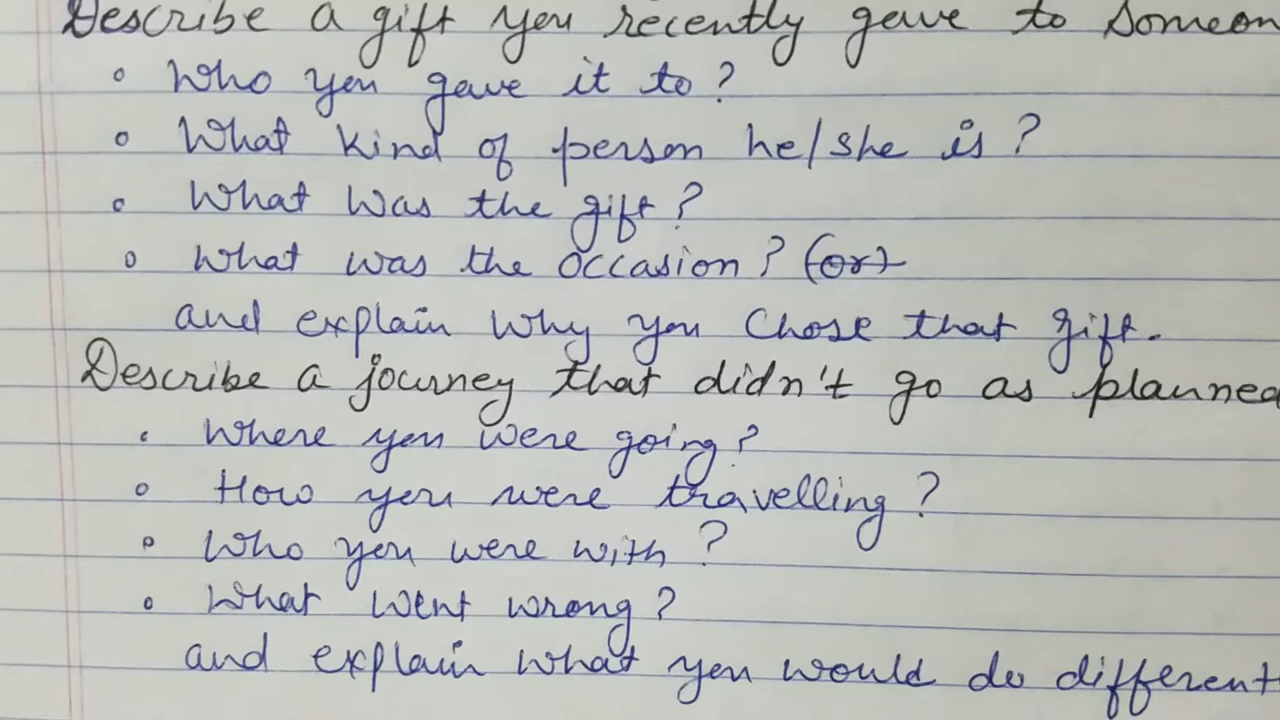 Describe a gift you recently gave to Someon
• Who you gave it to?
• What kind of person he/she is?
• What was the gift?
• What was the occasion? (or)
and explain why you chose that gift.
Describe a journey that didn't go as planned
• Where you were going?
• How you were travelling?
• Who you were with?
• What went wrong?
and explain what you would do different